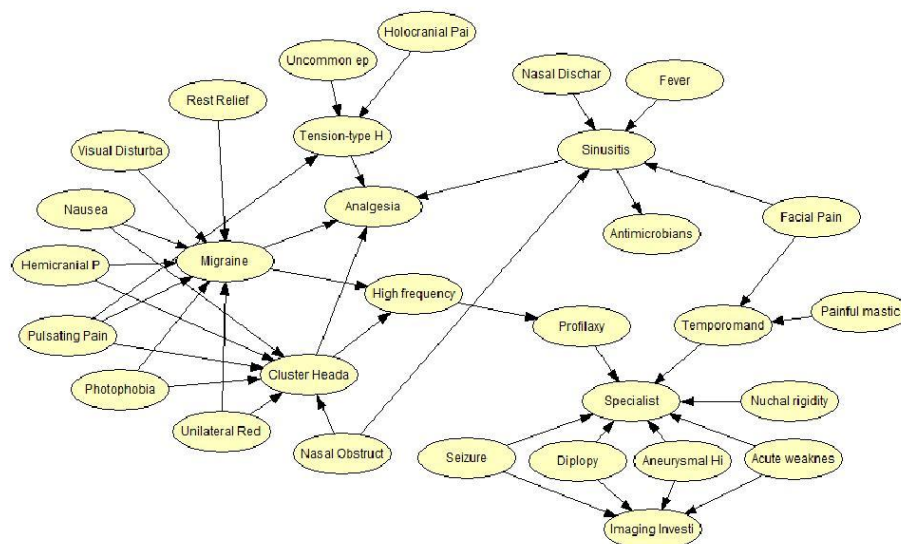 Holocranial Pai
Uncommon ep
Nasal Dischar
Fever
Rest Relief
Tension-type H
Visual Disturba
Sinusitis
Nausea
Analgesia
Antimicrobians
Facial Pain
Hemicranial P
Migraine
High frequency
Pulsating Pain
Profilaxy
Temporomand
Painful mastic
Photophobia
Cluster Heada
Specialist
Nuchal rigidity
Unilateral Red
Nasal Obstruct
Seizure
Diplopy
Aneurysmal Hi
Acute weaknes
Imaging Investi